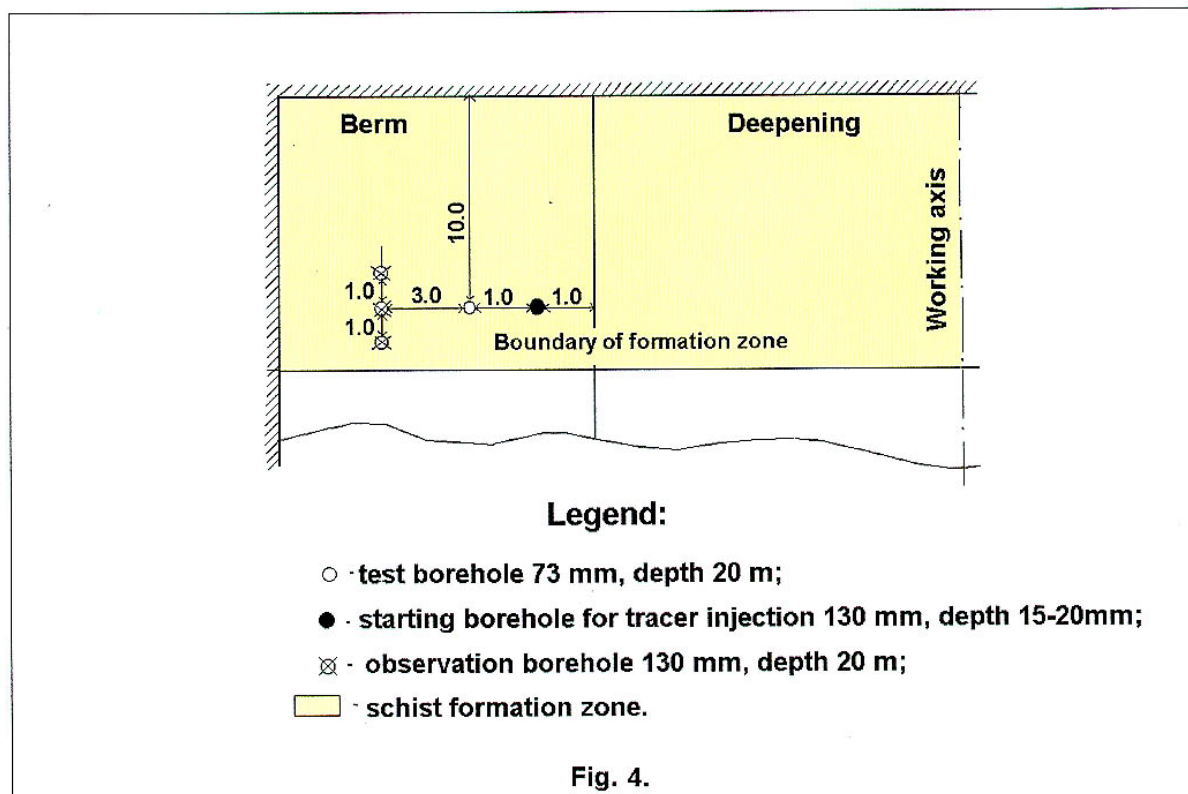 Berm
Deepening
Working axis
10.0
1.0
3.0
1.0
1.0
1.0
Boundary of formation zone
Legend:
- test borehole 73 mm, depth 20 m;
- starting borehole for tracer injection 130 mm, depth 15-20mm;
- observation borehole 130 mm, depth 20 m;
- schist formation zone.
Fig. 4.